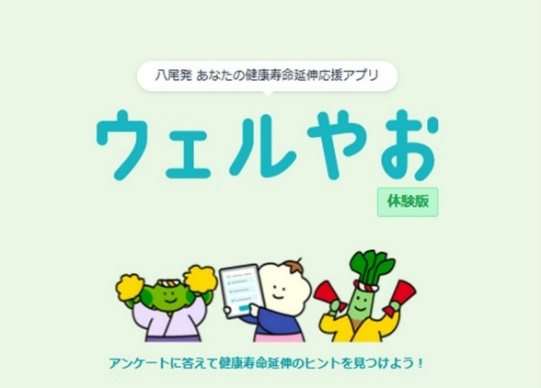 八尾発 あなたの健康寿命延伸応援アプリ
ウェルやお
体験版
アンケートに答えて健康寿命延伸のヒントを見つけよう！